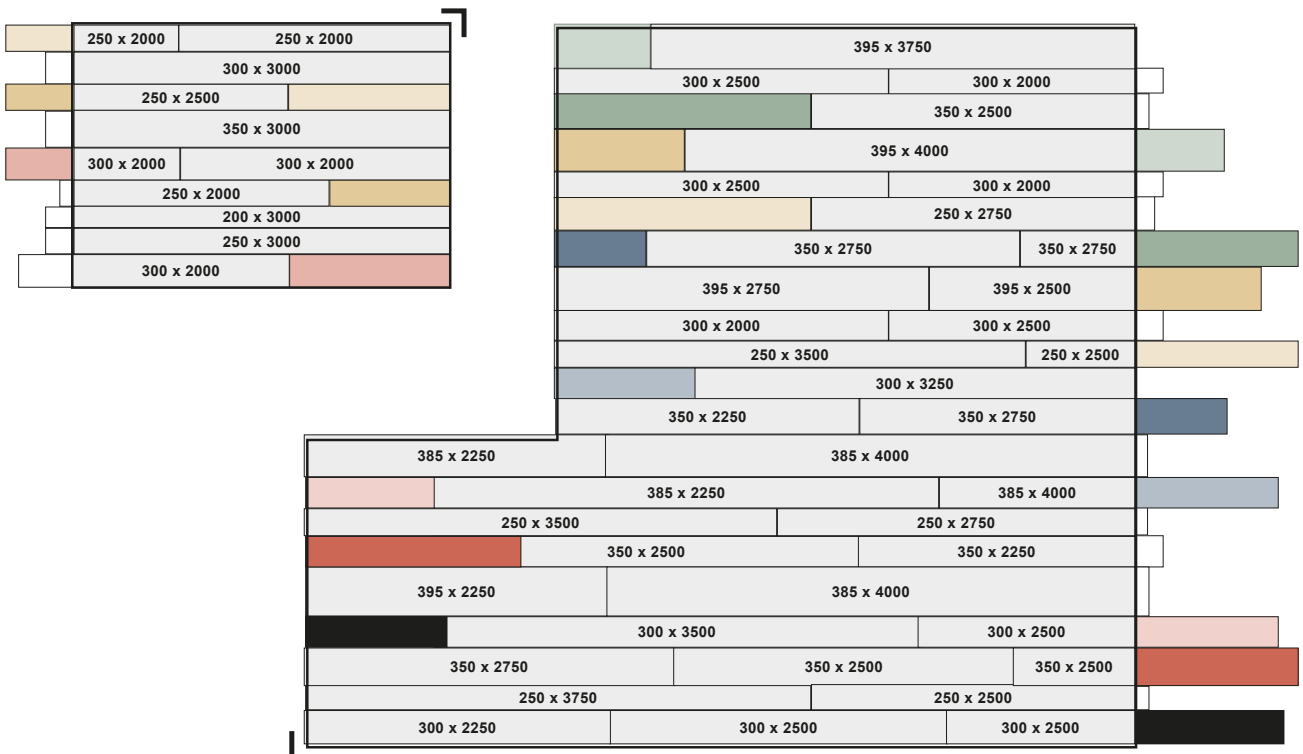 250 x 2000 250 x 2000
300 x 3000
250 x 2500
350 x 3000
300 x 2000 300 x 2000
250 x 2000
200 x 3000
250 x 3000
300 x 2000
395 x 3750
300 x 2500 300 x 2000
350 x 2500
395 x 4000
300 x 2500 300 x 2000
250 x 2750
350 x 2750 350 x 2750
395 x 2750 395 x 2500
300 x 2000 300 x 2500
250 x 3500 250 x 2500
300 x 3250
350 x 2250 350 x 2750
385 x 2250 385 x 4000
385 x 2250 385 x 4000
250 x 3500 250 x 2750
350 x 2500 350 x 2250
395 x 2250 385 x 4000
300 x 3500 300 x 2500
350 x 2750 350 x 2500 350 x 2500
250 x 3750 250 x 2500
300 x 2250 300 x 2500 300 x 2500